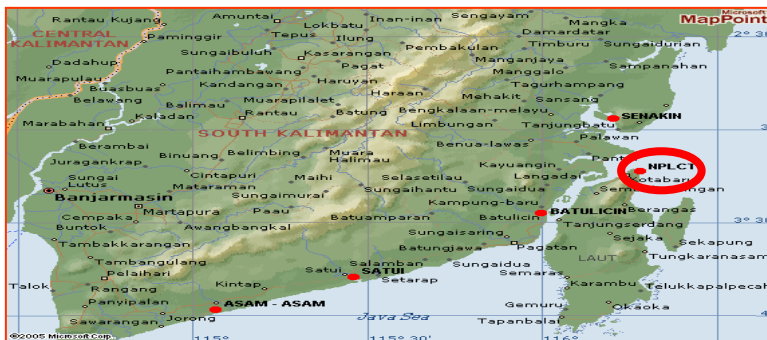 Microsoft
MapPoint
Rantau Kujang
Amuntai
Inan-inan
Sengayam
Mangka
CENTRAL
KALIMANTAN
Paminggir
Tepus
Lokbatu
Ilung
Damardatar
Pembakulan
Timburu
Sungaidurian
2° 30
Sungaibuluh
Kasarangan
Dadahup
Pagat
Manganjaya
Sampanahan
Pantaihambawang
Haruyan
Manggalo
Muarapulau
Buasbuas
Kandangan
Tagurhampang
Belawang
Balimau
Muarapilalet
Haraan
Mehakit
Sansang
Kaladan
Rantau
Batung
Bengkalaan-melayu
SENAKIN
Marabahan
Limbungan
Tanjungbatu
SOUTH KALIMANTAN
Benua-lawas
Palawan
Berambai
Binuang
Belimbing
Muara
Halimau
Kayuangin
NPLCT
Juragankrap
Cintapuri
Maihi
Selasetilau
Langadai
Kotabaru
Sungai
Lutus
Mataraman
Sungaimurai
Sungaihantu
Sungaidua
Banjarmasin
Martapura
Paau
Kampung-baru
Berangas
Cempaka
Batuamparan
Batulicin
BATULICIN
3° 30
Buntok
Awangbangkal
Tanjungserdang
Tambakkarangan
Sungaisaring
Sejaka
Sekapung
Batungjawa
Pagatan
Tambangulang
Salamban
Sungaidua
LAUT
Tungkaranasam
Pelaihari
Satui
SATUI
Setarap
Semaras
Talok
Rangang
Kintap
Karambu
Telukkapalpecah
Panyipalan
ASAM - ASAM
Gemuru
Okaoka
Sawarangan
Jorong
Java Sea
Tapanbalai
4°
©2005 Microsoft Corp.
115°
115° 30'
116°